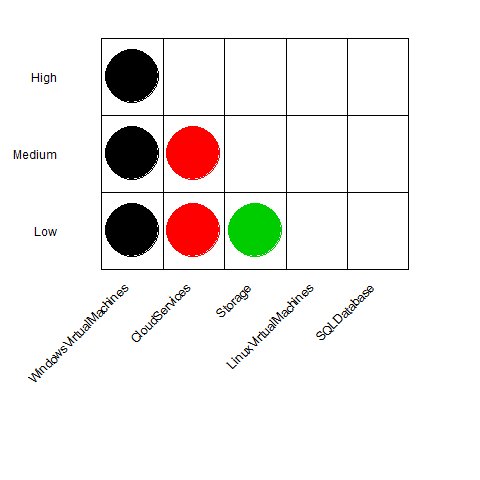 High
Medium
Low
WindowsVirtualMachines
CloudServices
Storage
LinuxVirtualMachines
SQLDatabase